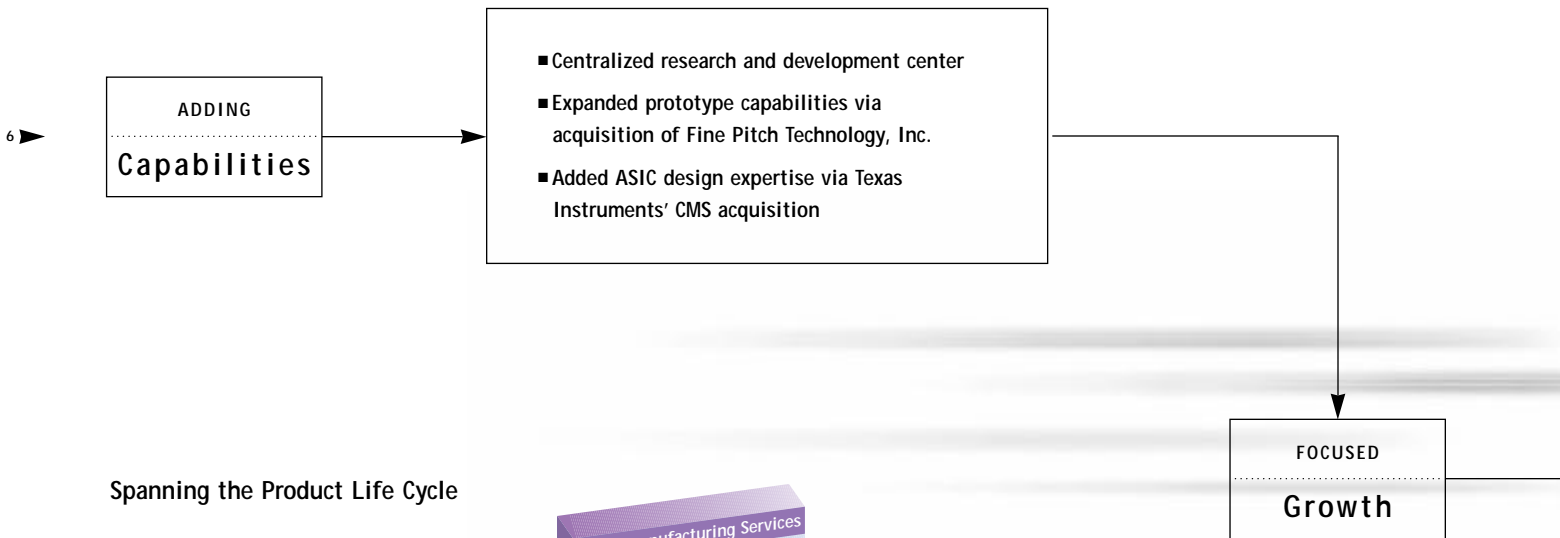 6
ADDING
Capabilities
■ Centralized research and development center
■ Expanded prototype capabilities via
acquisition of Fine Pitch Technology, Inc.
■ Added ASIC design expertise via Texas
Instruments’ CMS acquisition
FOCUSED
Growth
Spanning the Product Life Cycle
Services